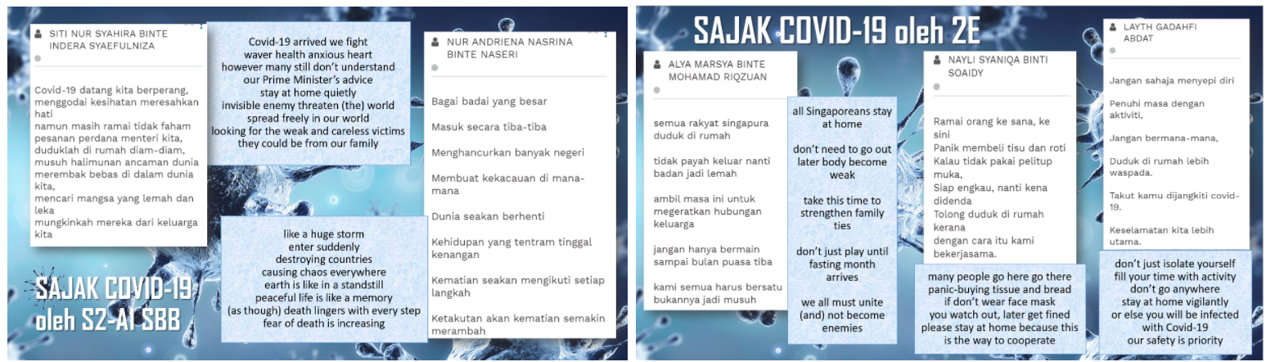 SITI NUR SYAHIRA BINTE
INDERA SYAEFULNIZA
Covid-19 datang kita berperang,
menggodai kesihatan meresahkan
hati
namun masih ramai tidak faham
pesanan perdana menteri kita,
duduklah di rumah diam-diam,
musuh halimunan ancaman dunia
merembak bebas di dalam dunia
kita,
mencari mangsa yang lemah dan
leka
mungkinkah mereka dari keluarga
kita
Covid-19 arrived we fight
waver health anxious heart
however many still don't understand
our Prime Minister's advice
stay at home quietly
invisible enemy threaten (the) world
spread freely in our world
looking for the weak and careless victims
they could be from our family
NUR ANDRIENA NASRINA
BINTE NASERI
Bagai badai yang besar
Masuk secara tiba-tiba
Menghancurkan banyak negeri
Membuat kekacauan di mana-
mana
Dunia seakan berhenti
Kehidupan yang tentram tinggal
kenangan
Kematian seakan mengikuti setiap
langkah
Ketakutan akan kematian semakin
merambah
like a huge storm
enter suddenly
destroying countries
causing chaos everywhere
earth is like in a standstill
peaceful life is like a memory
(as though) death lingers with every step
fear of death is increasing
SAJAK COVID-19
oleh S2-A1 SBB
SAJAK COVID-19 oleh 2E
ALYA MARSYA BINTE
MOHAMAD RIQZUAN
semua rakyat singapura
duduk di rumah
tidak payah keluar nanti
badan jadi lemah
ambil masa ini untuk
megeratkan hubungan
keluarga
jangan hanya bermain
sampai bulan puasa tiba
kami semua harus bersatu
bukannya jadi musuh
all Singaporeans stay
at home
don't need to go out
later body become
weak
take this time to
strengthen family
ties
don't just play until
fasting month
arrives
we all must unite
(and) not become
enemies
NAYLI SYANIQA BINTI
SOAIDY
Ramai orang ke sana, ke
sini
Panik membeli tisu dan roti
Kalau tidak pakai pelitup
muka,
Siap engkau, nanti kena
didenda
Tolong duduk di rumah
kerana
dengan cara itu kami
bekerjasama.
many people go here go there
panic-buying tissue and bread
if don't wear face mask
you watch out, later get fined
please stay at home because this
is the way to cooperate
LAYTH GADAHFI
ABDAT
Jangan sahaja menyepi diri
Penuhi masa dengan
aktiviti,
Jangan bermana-mana,
Duduk di rumah lebih
waspada.
Takut kamu dijangkiti covid-
19.
Keselamatan kita lebih
utama.
don't just isolate yourself
fill your time with activity
don't go anywhere
stay at home vigilantly
or else you will be infected
with Covid-19
our safety is priority